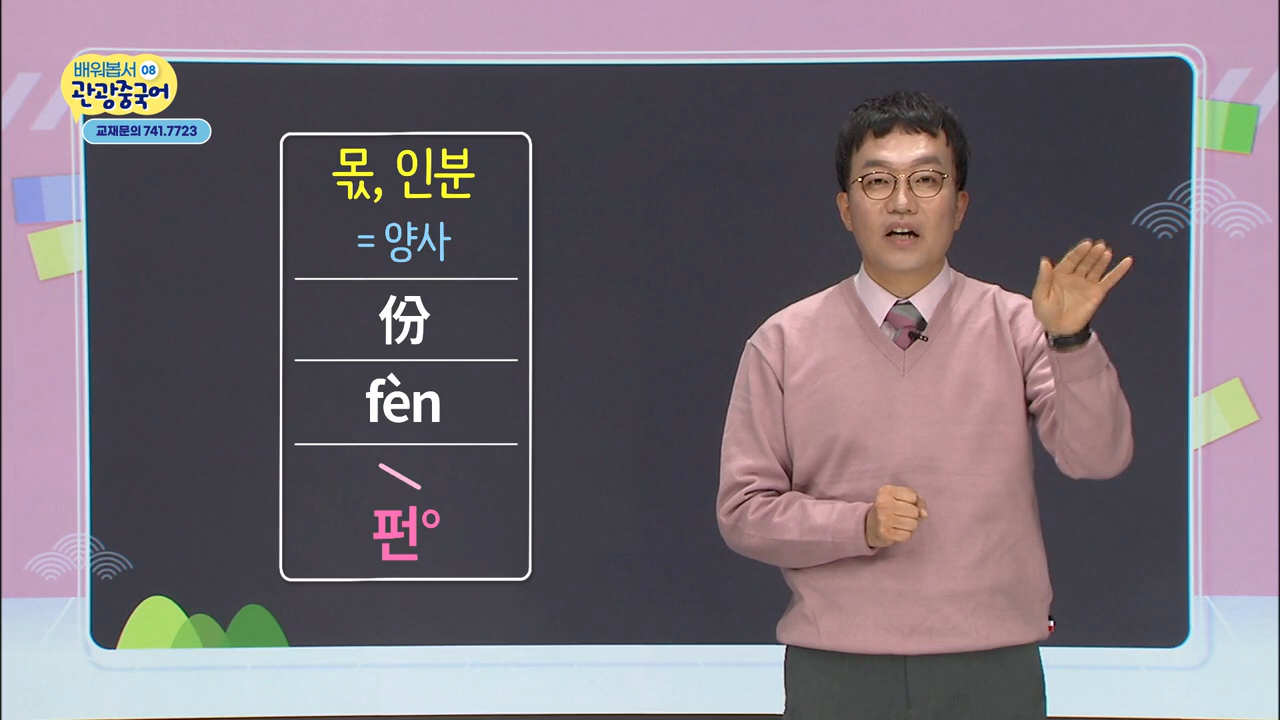 배워봅서 08
관광중국어
교재문의 741.7723
몫, 인분
= 양사
份
fèn
펀º